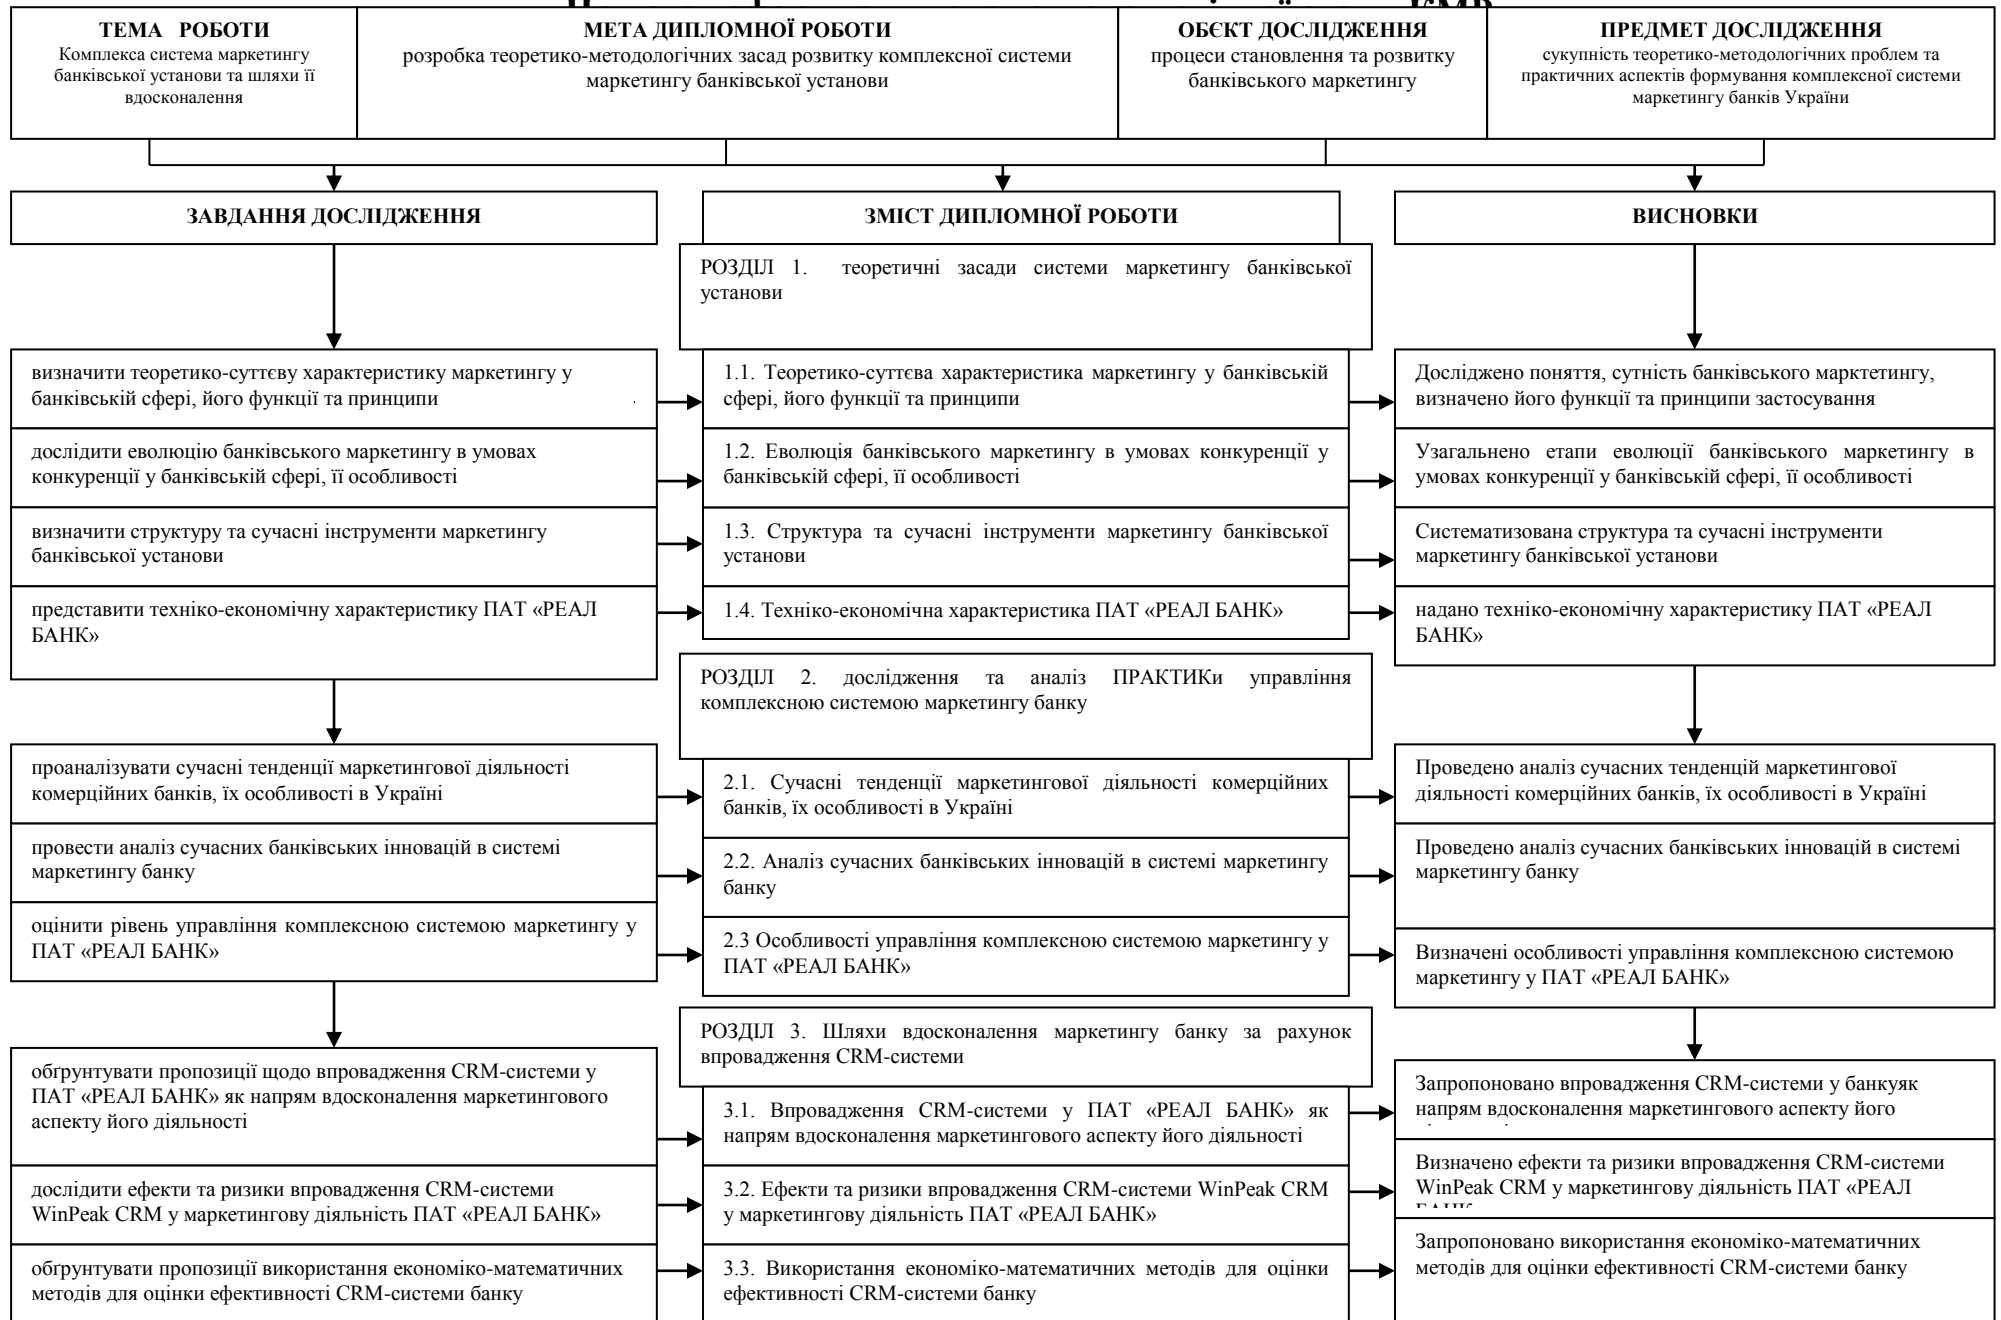 КМР
ТЕМА РОБОТИ
Комплекса система маркетингу
банківської установи та шляхи її
вдосконалення
МЕТА ДИПЛОМНОЇ РОБОТИ
розробка теоретико-методологічних засад розвитку комплексної системи
маркетингу банківської установи
ОБЄКТ ДОСЛІДЖЕННЯ
процеси становлення та розвитку
банківського маркетингу
ПРЕДМЕТ ДОСЛІДЖЕННЯ
сукупність теоретико-методологічних проблем та
практичних аспектів формування комплексної системи
маркетингу банків України
ЗАВДАННЯ ДОСЛІДЖЕННЯ
ЗМІСТ ДИПЛОМНОЇ РОБОТИ
ВИСНОВКИ
РОЗДІЛ 1. теоретичні засади системи маркетингу банківської
установи
визначити теоретико-суттєву характеристику маркетингу у
банківській сфері, його функції та принципи
1.1. Теоретико-суттєва характеристика маркетингу у банківській
сфері, його функції та принципи
Досліджено поняття, сутність банківського марктетингу,
визначено його функції та принципи застосування
дослідити еволюцію банківського маркетингу в умовах
конкуренції у банківській сфері, її особливості
1.2. Еволюція банківського маркетингу в умовах конкуренції у
банківській сфері, її особливості
Узагальнено етапи еволюції банківського маркетингу в
умовах конкуренції у банківській сфері, її особливості
визначити структуру та сучасні інструменти маркетингу
банківської установи
1.3. Структура та сучасні інструменти маркетингу банківської
установи
Систематизована структура та сучасні інструменти
маркетингу банківської установи
представити техніко-економічну характеристику ПАТ «РЕАЛ
БАНК»
1.4. Техніко-економічна характеристика ПАТ «РЕАЛ БАНК»
надано техніко-економічну характеристику ПАТ «РЕАЛ
БАНК»
РОЗДІЛ 2. дослідження та аналіз ПРАКТИКи управління
комплексною системою маркетингу банку
проаналізувати сучасні тенденції маркетингової діяльності
комерційних банків, їх особливості в Україні
2.1. Сучасні тенденції маркетингової діяльності комерційних
банків, їх особливості в Україні
Проведено аналіз сучасних тенденцій маркетингової
діяльності комерційних банків, їх особливості в Україні
провести аналіз сучасних банківських інновацій в системі
маркетингу банку
2.2. Аналіз сучасних банківських інновацій в системі маркетингу
банку
Проведено аналіз сучасних банківських інновацій в системі
маркетингу банку
оцінити рівень управління комплексною системою маркетингу у
ПАТ «РЕАЛ БАНК»
2.3 Особливості управління комплексною системою маркетингу у
ПАТ «РЕАЛ БАНК»
Визначені особливості управління комплексною системою
маркетингу у ПАТ «РЕАЛ БАНК»
РОЗДІЛ 3. Шляхи вдосконалення маркетингу банку за рахунок
впровадження CRM-системи
обґрунтувати пропозиції щодо впровадження CRM-системи у
ПАТ «РЕАЛ БАНК» як напрям вдосконалення маркетингового
аспекту його діяльності
3.1. Впровадження CRM-системи у ПАТ «РЕАЛ БАНК» як
напрям вдосконалення маркетингового аспекту його діяльності
Запропоновано впровадження CRM-системи у банкуяк
напрям вдосконалення маркетингового аспекту його
дослідити ефекти та ризики впровадження CRM-системи
WinPeak CRM у маркетингову діяльність ПАТ «РЕАЛ БАНК»
3.2. Ефекти та ризики впровадження CRM-системи WinPeak CRM
у маркетингову діяльність ПАТ «РЕАЛ БАНК»
Визначено ефекти та ризики впровадження CRM-системи
WinPeak CRM у маркетингову діяльність ПАТ «РЕАЛ
обґрунтувати пропозиції використання економіко-математичних
методів для оцінки ефективності CRM-системи банку
3.3. Використання економіко-математичних методів для оцінки
ефективності CRM-системи банку
Запропоновано використання економіко-математичних
методів для оцінки ефективності CRM-системи банку